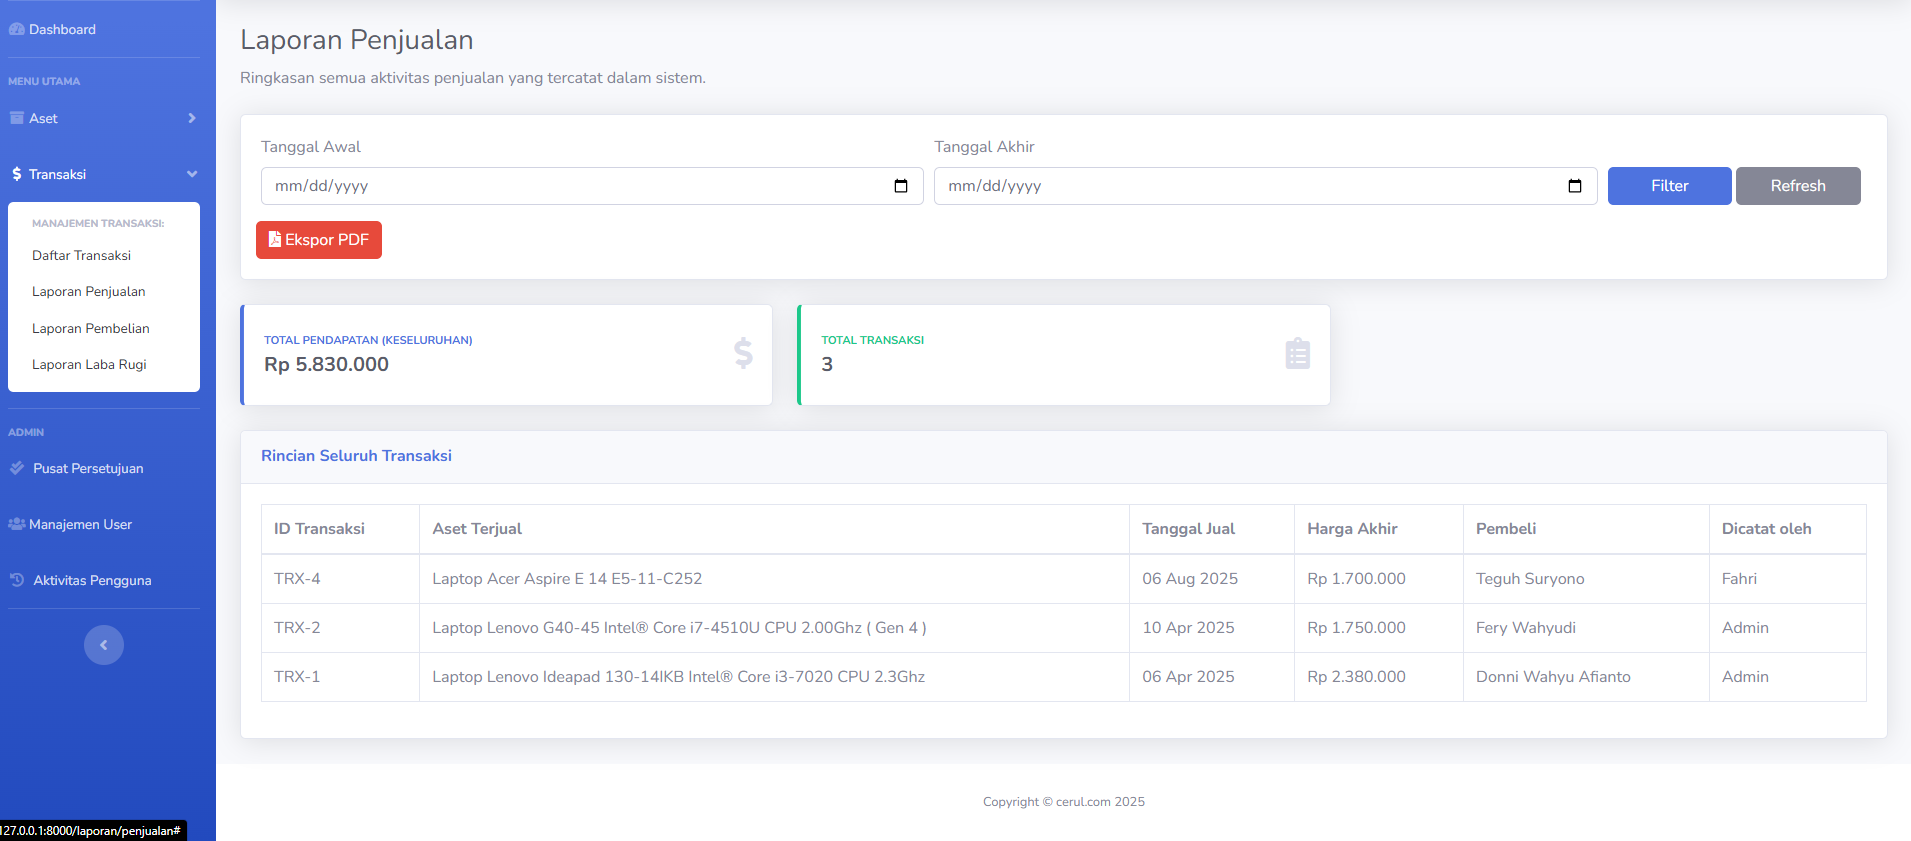 Dashboard
MENU UTAMA
Aset
Transaksi
MANAJEMEN TRANSAKSI:
Daftar Transaksi
Laporan Penjualan
Laporan Pembelian
Laporan Laba Rugi
ADMIN
Pusat Persetujuan
Manajemen User
Aktivitas Pengguna
127.0.0.1:8000/laporan/penjualan#
Laporan Penjualan
Ringkasan semua aktivitas penjualan yang tercatat dalam sistem.
Tanggal Awal Tanggal Akhir
mm/dd/yyyy mm/dd/yyyy Filter Refresh
Ekspor PDF
TOTAL PENDAPATAN (KESELURUHAN)
Rp 5.830.000
TOTAL TRANSAKSI
3
Rincian Seluruh Transaksi
ID Transaksi Aset Terjual Tanggal Jual Harga Akhir Pembeli Dicatat oleh
TRX-4 Laptop Acer Aspire E 14 E5-11-C252 06 Aug 2025 Rp 1.700.000 Teguh Suryono Fahri
TRX-2 Laptop Lenovo G40-45 Intel® Core i7-4510U CPU 2.00Ghz ( Gen 4 ) 10 Apr 2025 Rp 1.750.000 Fery Wahyudi Admin
TRX-1 Laptop Lenovo Ideapad 130-14IKB Intel® Core i3-7020 CPU 2.3Ghz 06 Apr 2025 Rp 2.380.000 Donni Wahyu Afianto Admin
Copyright © cerul.com 2025